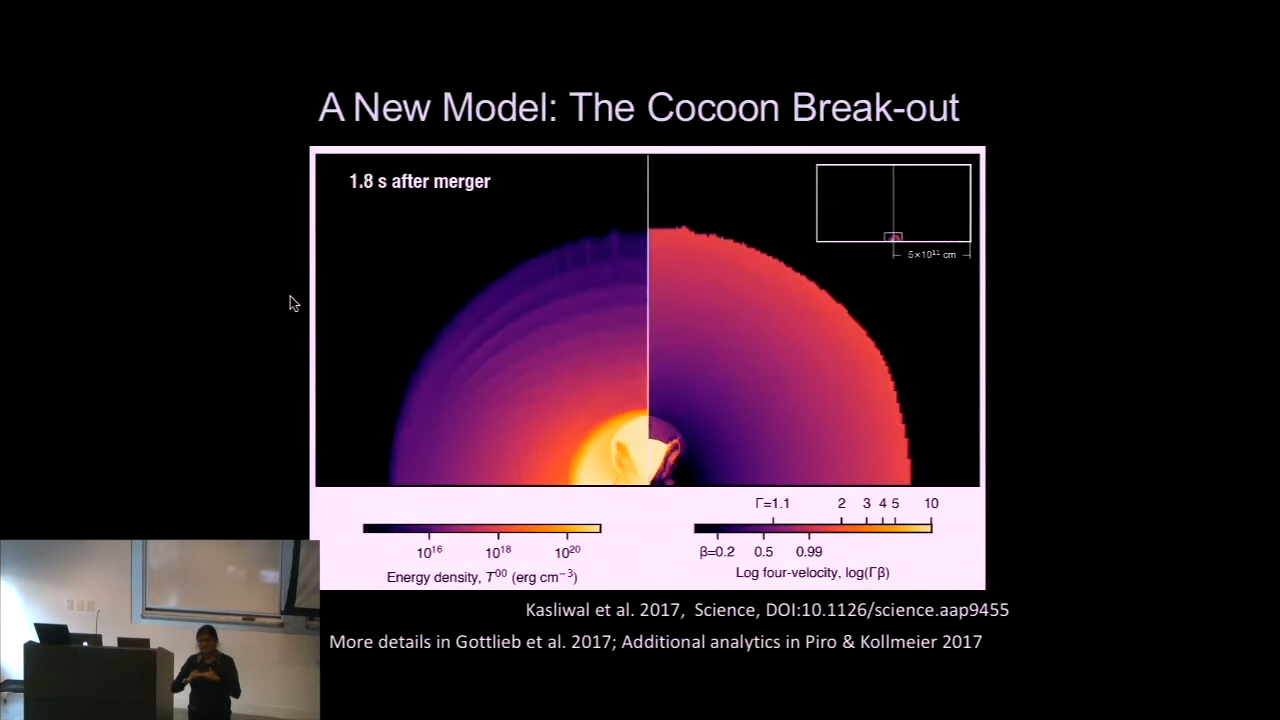 A New Model: The Cocoon Break-out
1.8 s after merger
5×10¹¹ cm
Γ=1.1 2 3 4 5 10
10¹⁶ 10¹⁸ 10²⁰
β=0.2 0.5 0.99
Energy density, T⁰⁰ (erg cm⁻³)
Log four-velocity, log(Γβ)
Kasliwal et al. 2017, Science, DOI:10.1126/science.aap9455
More details in Gottlieb et al. 2017; Additional analytics in Piro & Kollmeier 2017